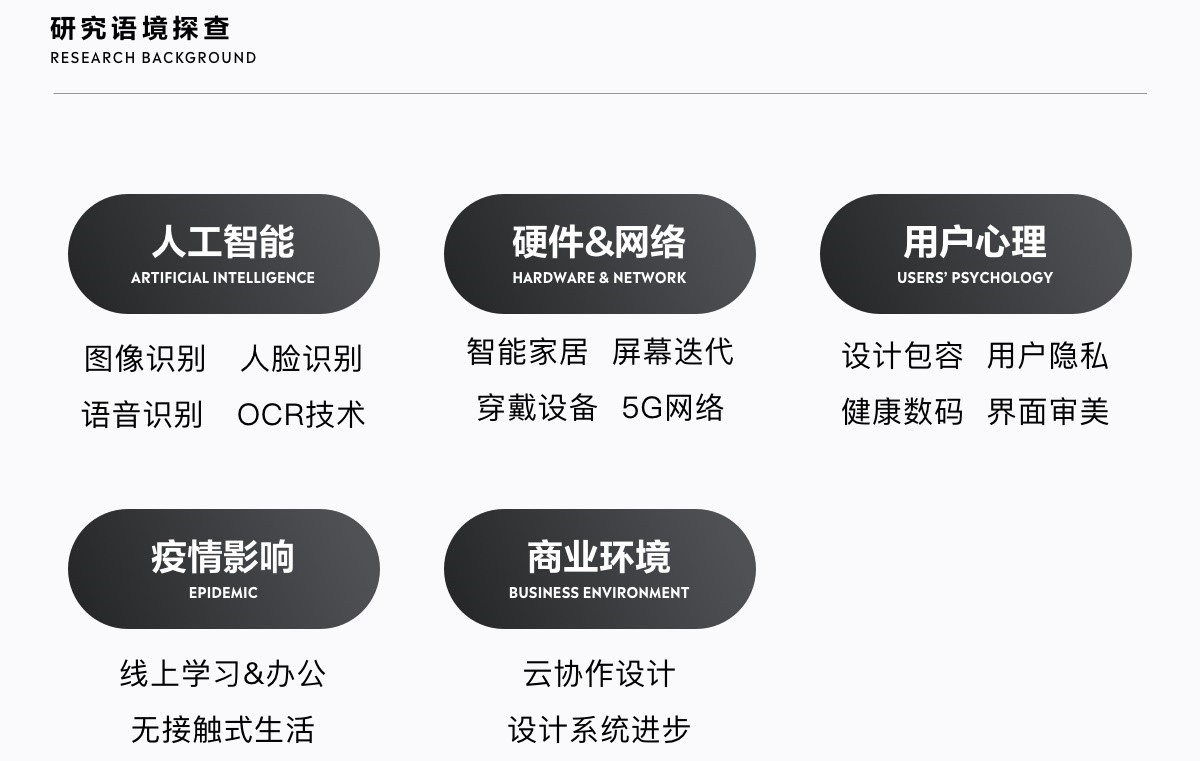 研究语境探查
RESEARCH BACKGROUND
人工智能
ARTIFICIAL INTELLIGENCE
图像识别 人脸识别
语音识别 OCR技术
硬件&网络
HARDWARE & NETWORK
智能家居 屏幕迭代
穿戴设备 5G网络
用户心理
USERS’ PSYCHOLOGY
设计包容 用户隐私
健康数码 界面审美
疫情影响
EPIDEMIC
线上学习&办公
无接触式生活
商业环境
BUSINESS ENVIRONMENT
云协作设计
设计系统进步